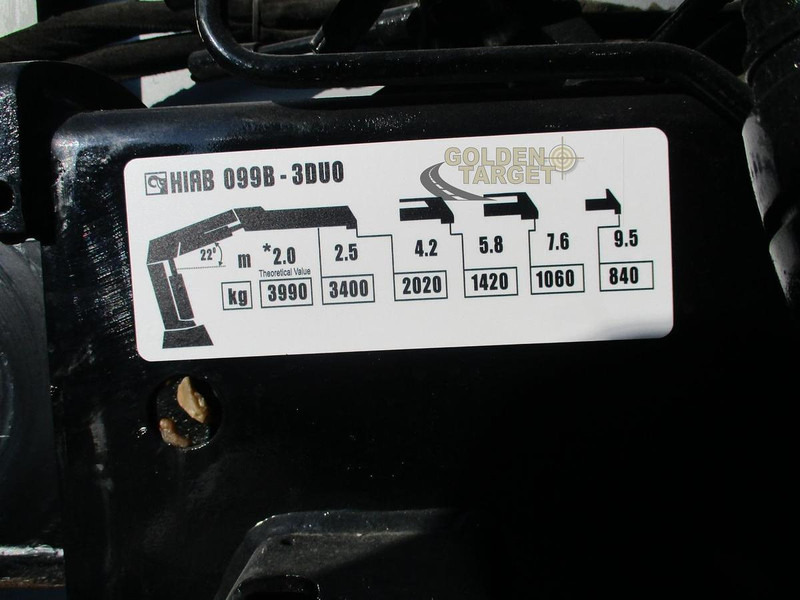 HIAB 099B - 3DUO
GOLDEN
TARGET
22°
m *2.0 2.5 4.2 5.8 7.6 9.5
Theoretical Value
kg 3990 3400 2020 1420 1060 840